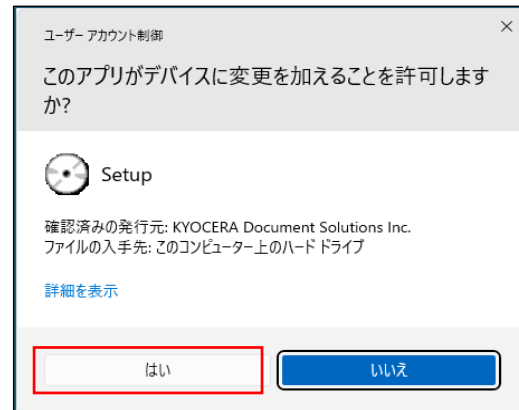 ユーザー アカウント制御
このアプリがデバイスに変更を加えることを許可します
か?
Setup
確認済みの発行元: KYOCERA Document Solutions Inc.
ファイルの入手先: このコンピューター上のハード ドライブ
詳細を表示
はい
いいえ